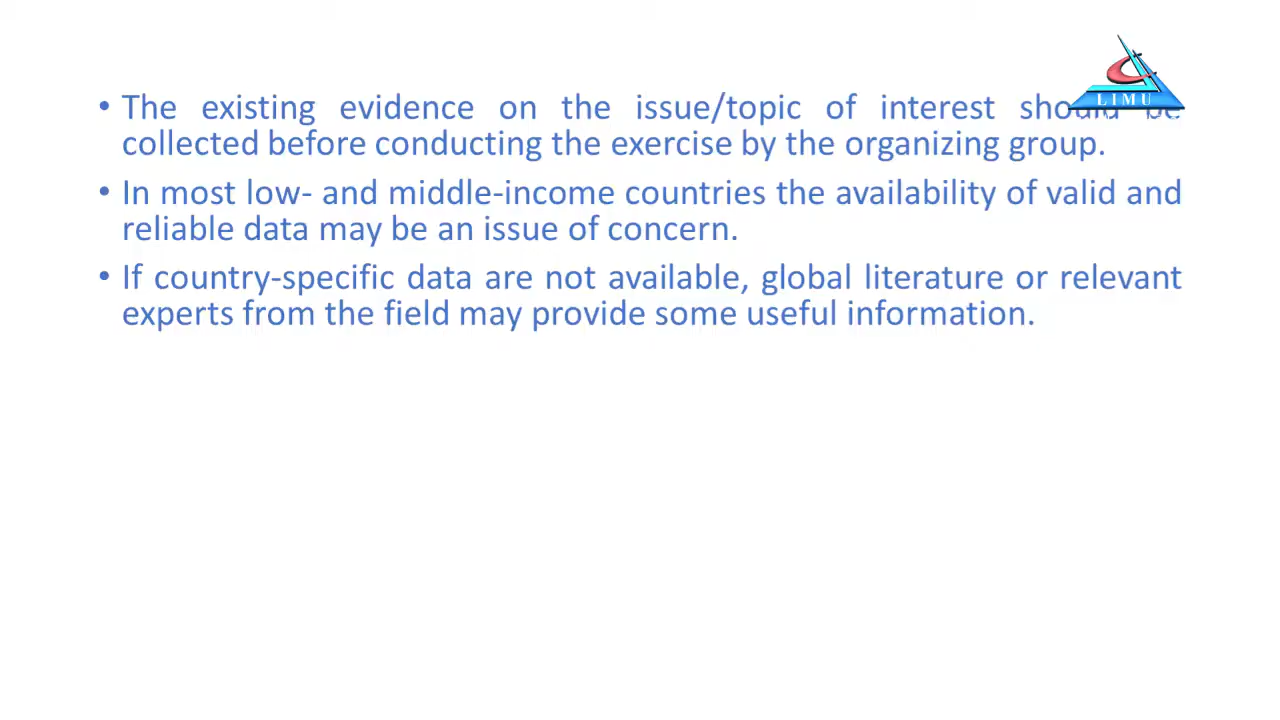 LIMU
• The existing evidence on the issue/topic of interest should be
collected before conducting the exercise by the organizing group.
• In most low- and middle-income countries the availability of valid and
reliable data may be an issue of concern.
• If country-specific data are not available, global literature or relevant
experts from the field may provide some useful information.